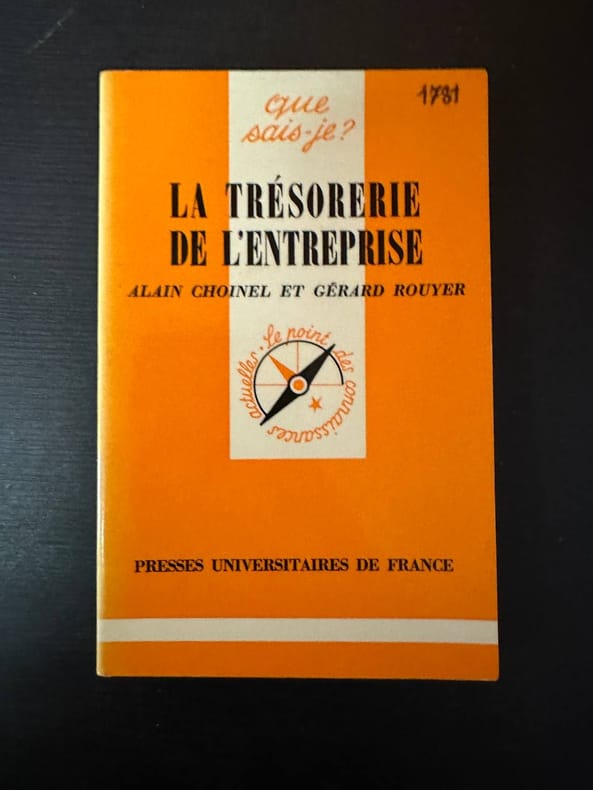 que
sais-je?
1781
LA TRÉSORERIE
DE L'ENTREPRISE
ALAIN CHOINEL ET GÉRARD ROUYER
Le point des connaissances actuelles •
PRESSES UNIVERSITAIRES DE FRANCE